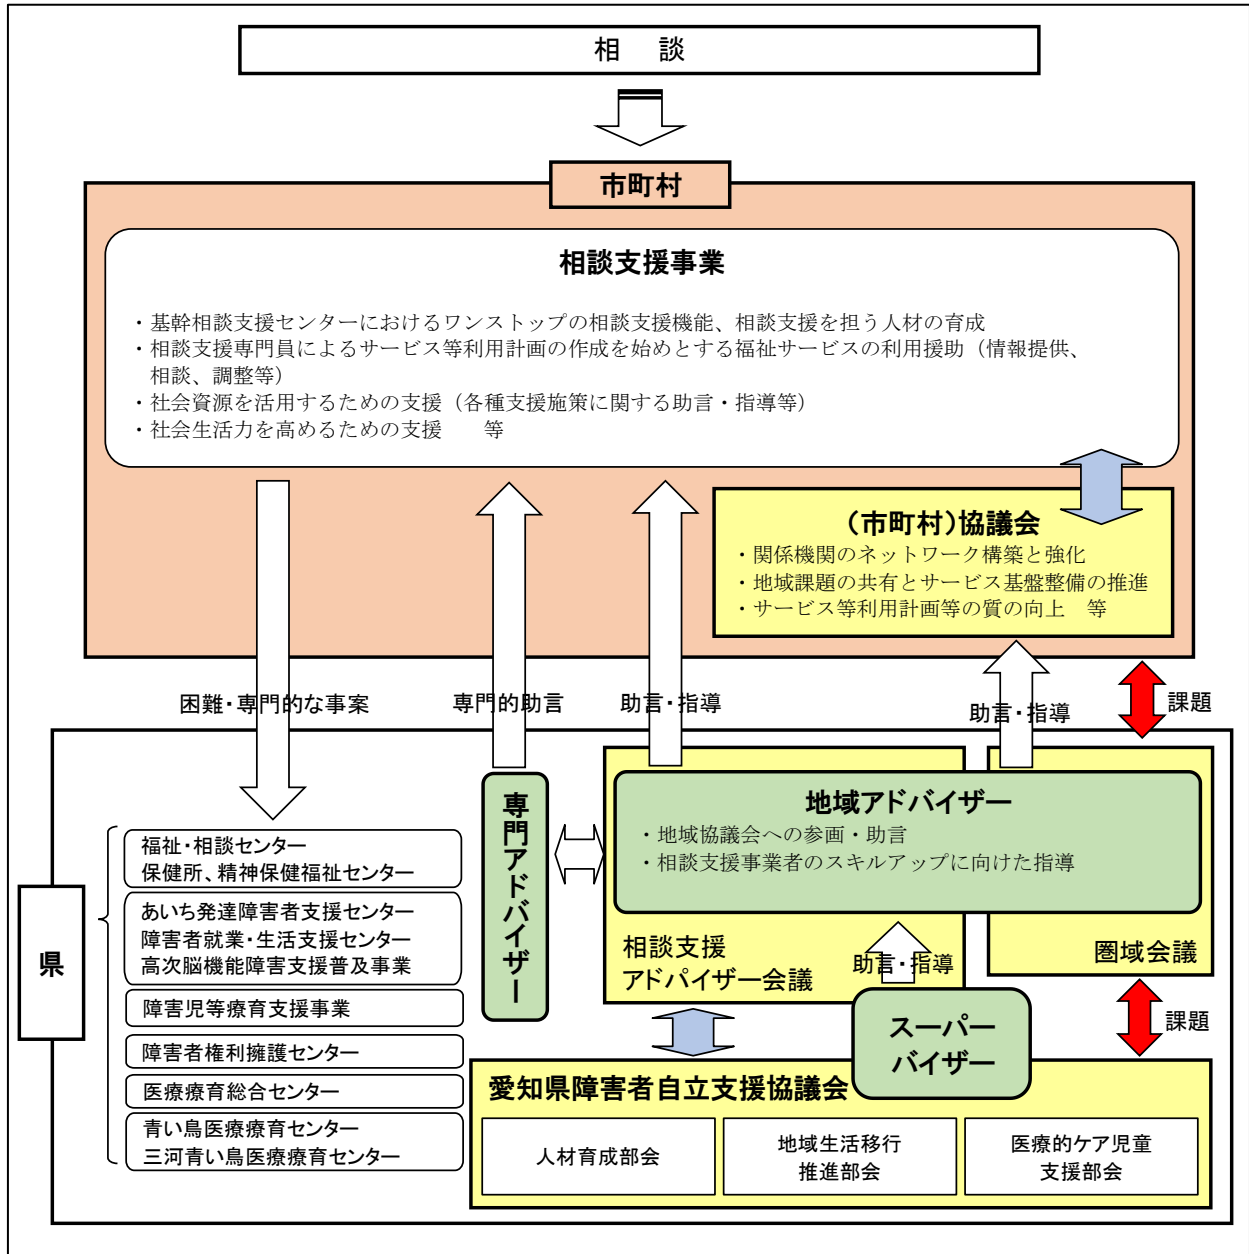 相　談
市町村
相談支援事業
・基幹相談支援センターにおけるワンストップの相談支援機能、相談支援を担う人材の育成
・相談支援専門員によるサービス等利用計画の作成を始めとする福祉サービスの利用援助（情報提供、
相談、調整等）
・社会資源を活用するための支援（各種支援施策に関する助言・指導等）
・社会生活力を高めるための支援　　等
（市町村）協議会
・関係機関のネットワーク構築と強化
・地域課題の共有とサービス基盤整備の推進
・サービス等利用計画等の質の向上　等
困難・専門的な事案
専門的助言
助言・指導
助言・指導
課題
県
福祉・相談センター
保健所、精神保健福祉センター
あいち発達障害者支援センター
障害者就業・生活支援センター
高次脳機能障害支援普及事業
障害児等療育支援事業
障害者権利擁護センター
医療療育総合センター
青い鳥医療療育センター
三河青い鳥医療療育センター
専門アドバイザー
地域アドバイザー
・地域協議会への参画・助言
・相談支援事業者のスキルアップに向けた指導
相談支援
アドバイザー会議
助言・指導
圏域会議
スーパー
バイザー
課題
愛知県障害者自立支援協議会
人材育成部会
地域生活移行
推進部会
医療的ケア児童
支援部会